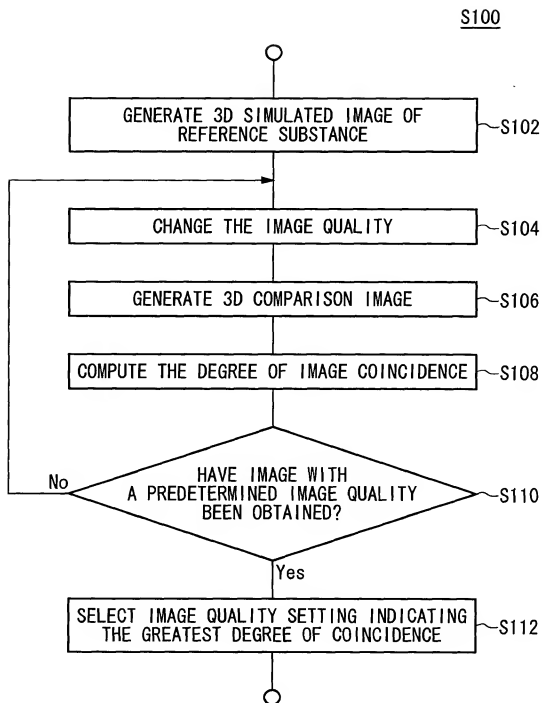 S100
GENERATE 3D SIMULATED IMAGE OF
REFERENCE SUBSTANCE
S102
CHANGE THE IMAGE QUALITY
S104
GENERATE 3D COMPARISON IMAGE
S106
COMPUTE THE DEGREE OF IMAGE COINCIDENCE
S108
HAVE IMAGE WITH
A PREDETERMINED IMAGE QUALITY
BEEN OBTAINED?
S110
No
Yes
SELECT IMAGE QUALITY SETTING INDICATING
THE GREATEST DEGREE OF COINCIDENCE
S112